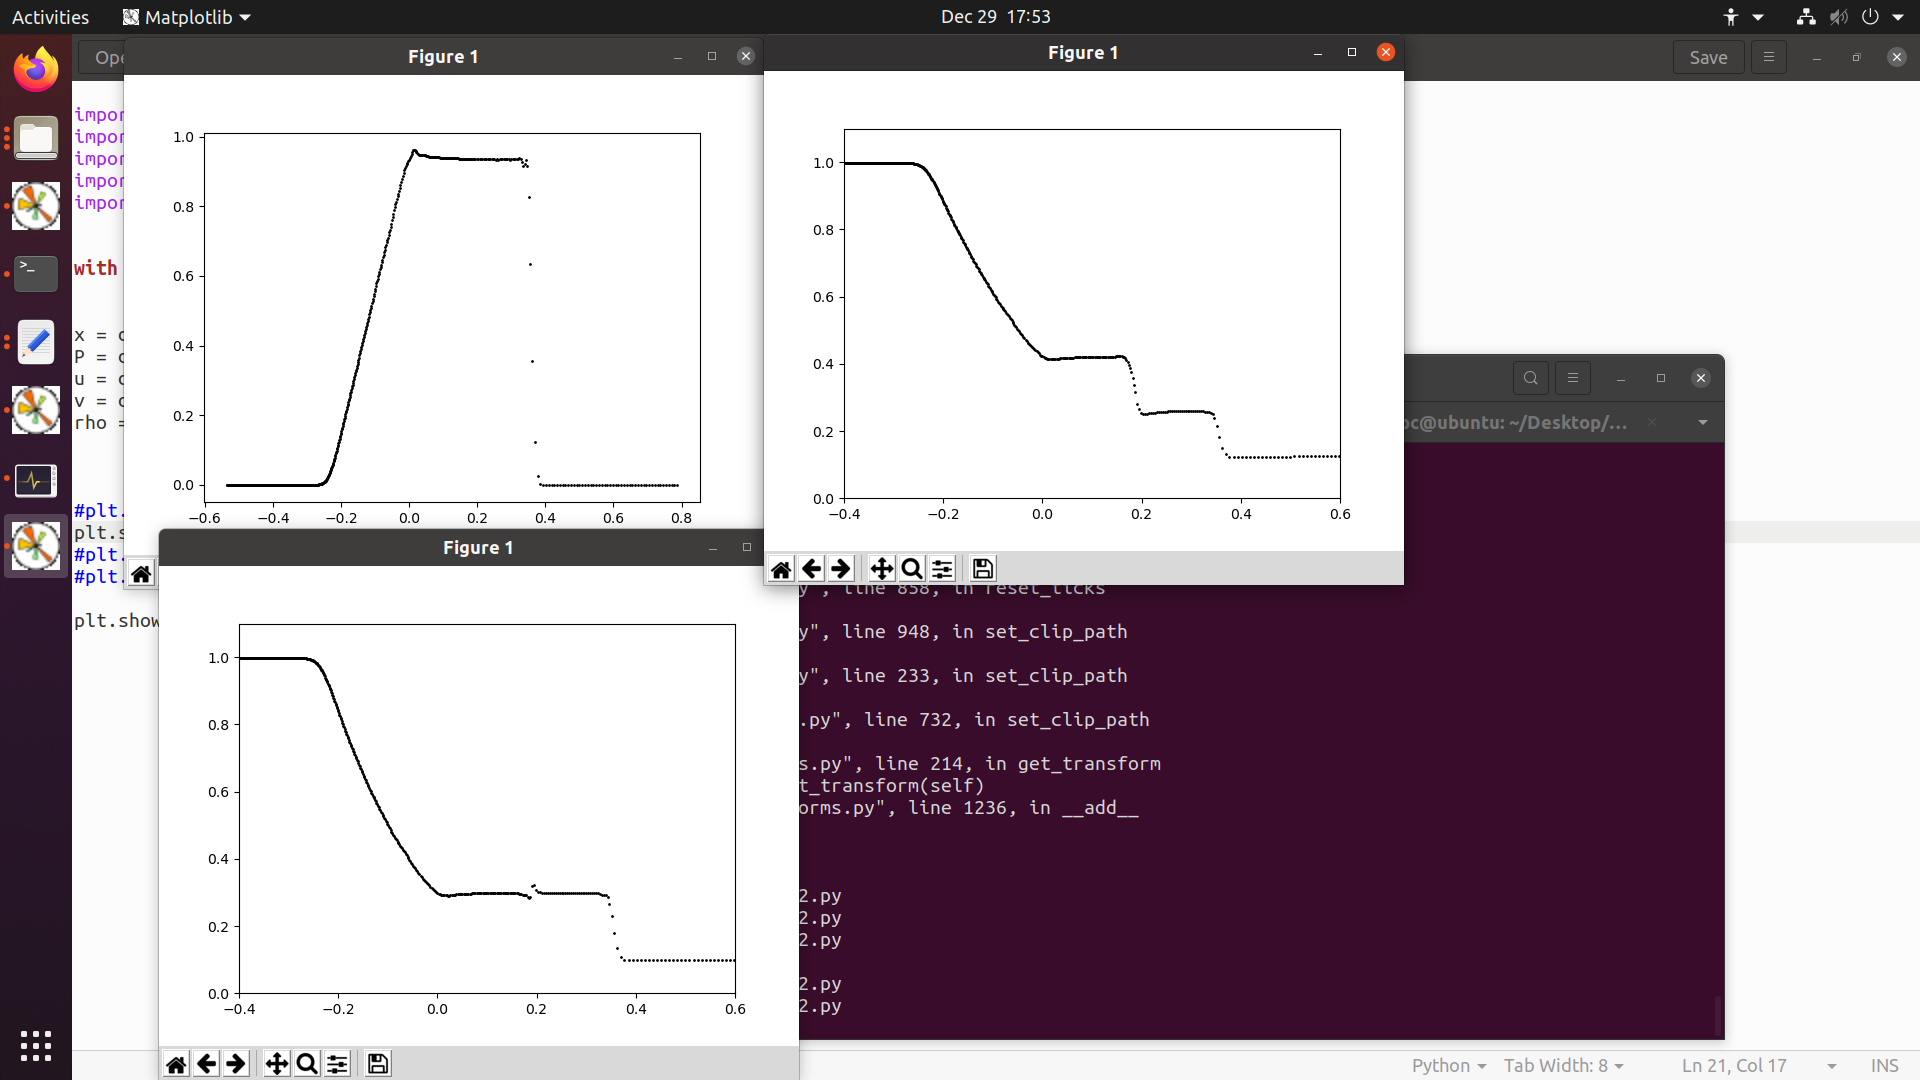 Activities
Matplotlib
Dec 29 17:53
Save
Figure 1
1.0
0.8
0.6
0.4
0.2
0.0
−0.6 −0.4 −0.2 0.0 0.2 0.4 0.6 0.8
Figure 1
1.0
0.8
0.6
0.4
0.2
0.0
−0.4 −0.2 0.0 0.2 0.4 0.6
with
x =
P =
u =
v =
rho =
#plt.
plt.s
#plt.
#plt.
plt.show
Figure 1
1.0
0.8
0.6
0.4
0.2
0.0
−0.4 −0.2 0.0 0.2 0.4 0.6
oc@ubuntu: ~/Desktop/...
y", line 858, in reset_ticks
y", line 948, in set_clip_path
y", line 233, in set_clip_path
.py", line 732, in set_clip_path
s.py", line 214, in get_transform
t_transform(self)
orms.py", line 1236, in __add__
2.py
2.py
2.py
2.py
2.py
Python Tab Width: 8 Ln 21, Col 17 INS